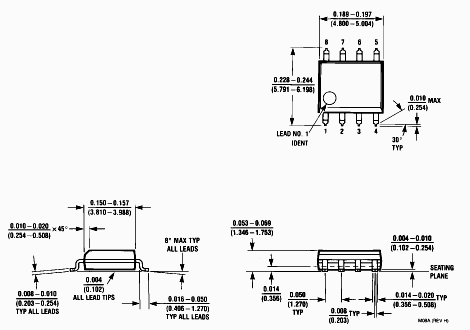 0.189 – 0.197
(4.800 – 5.004)
8 7 6 5
0.228 – 0.244
(5.791 – 6.198)
0.010 MAX
(0.254)
LEAD NO. 1
IDENT
1 2 3 4
30°
TYP
0.150 – 0.157
(3.810 – 3.988)
0.010 – 0.020 × 45°
(0.254 – 0.508)
8° MAX TYP
ALL LEADS
0.004
(0.102)
ALL LEAD TIPS
0.008 – 0.010
(0.203 – 0.254)
TYP ALL LEADS
0.016 – 0.050
(0.406 – 1.270)
TYP ALL LEADS
0.053 – 0.069
(1.346 – 1.753)
0.004 – 0.010
(0.102 – 0.254)
SEATING
PLANE
0.014
(0.356)
0.050
(1.270)
TYP
0.014 – 0.020 TYP
(0.356 – 0.508)
0.008 TYP
(0.203)
M08A (REV H)